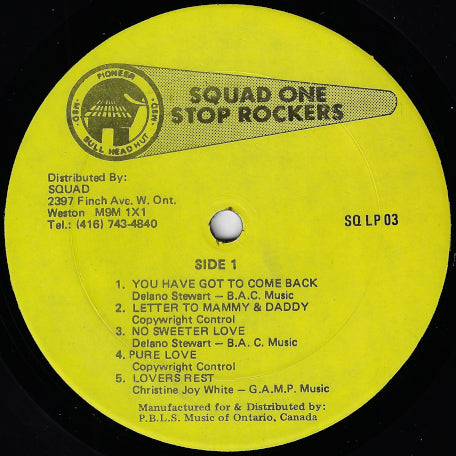 PIONEER
MED. GEN.
BULL HEAD HUT
SQUAD ONE
STOP ROCKERS
Distributed By:
SQUAD
2397 Finch Ave. W. Ont.
Weston M9M 1X1
Tel.: (416) 743-4840
SQ LP 03
SIDE 1
1. YOU HAVE GOT TO COME BACK
Delano Stewart – B.A.C. Music
2. LETTER TO MAMMY & DADDY
Copywright Control
3. NO SWEETER LOVE
Delano Stewart – B.A. C. Music
4. PURE LOVE
Copywright Control
5. LOVERS REST
Christine Joy White – G.A.M.P. Music
Manufactured for & Distributed by:
P.B.L.S. Music of Ontario, Canada